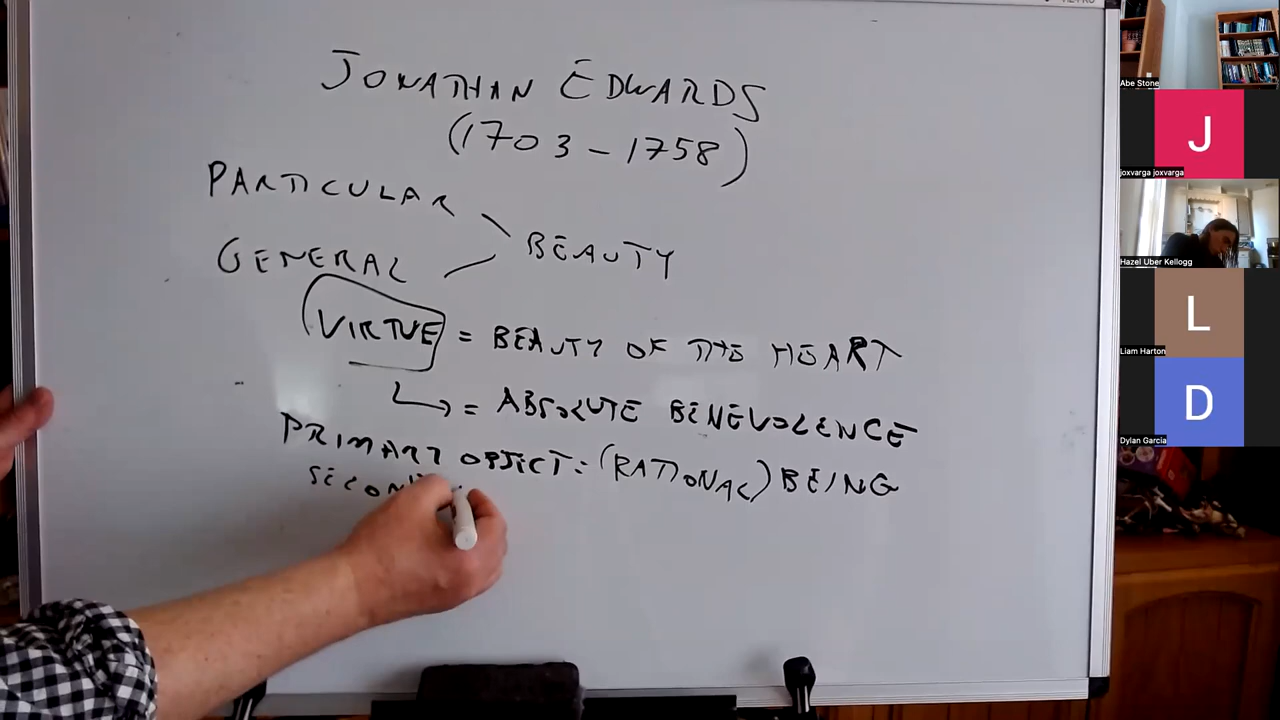 JONATHAN EDWARDS
(1703-1758)
PARTICULAR
GENERAL
BEAUTY
VIRTUE = BEAUTY OF THE HEART
= ABSOLUTE BENEVOLENCE
PRIMARY OBJECT: (RATIONAL) BEING
SECON
Abe Stone
J
joxvarga joxvarga
Hazel Uber Kellogg
L
Liam Harton
D
Dylan Garcia